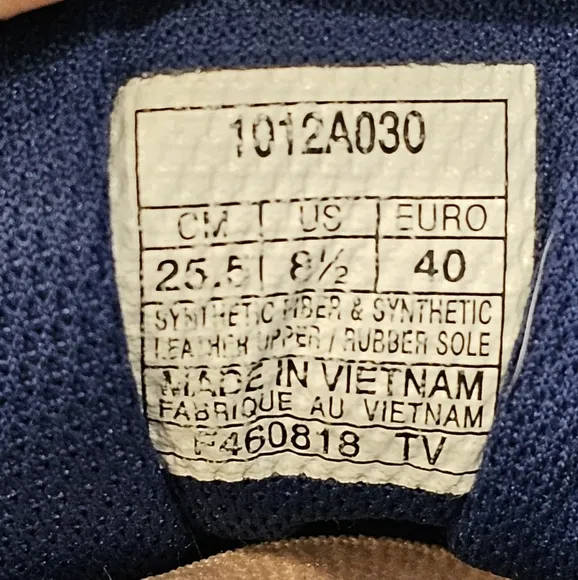 1012A030
CM US EURO
25.5 8½ 40
SYNTHETIC FIBER & SYNTHETIC
LEATHER UPPER / RUBBER SOLE
MADE IN VIETNAM
FABRIQUE AU VIETNAM
F460818 TV